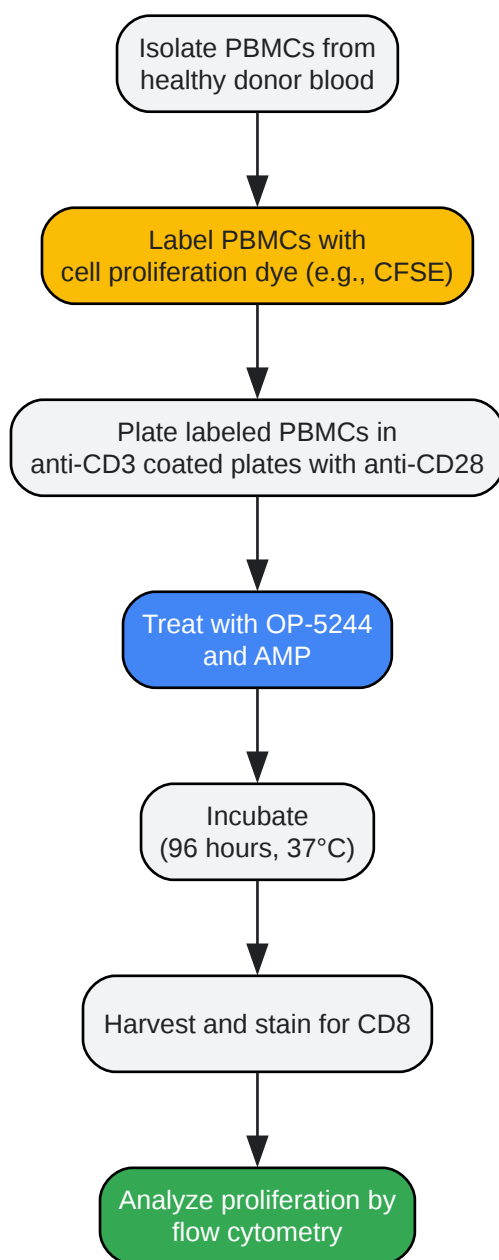 Isolate PBMCs from
healthy donor blood
Label PBMCs with
cell proliferation dye (e.g., CFSE)
Plate labeled PBMCs in
anti-CD3 coated plates with anti-CD28
Treat with OP-5244
and AMP
Incubate
(96 hours, 37°C)
Harvest and stain for CD8
Analyze proliferation by
flow cytometry